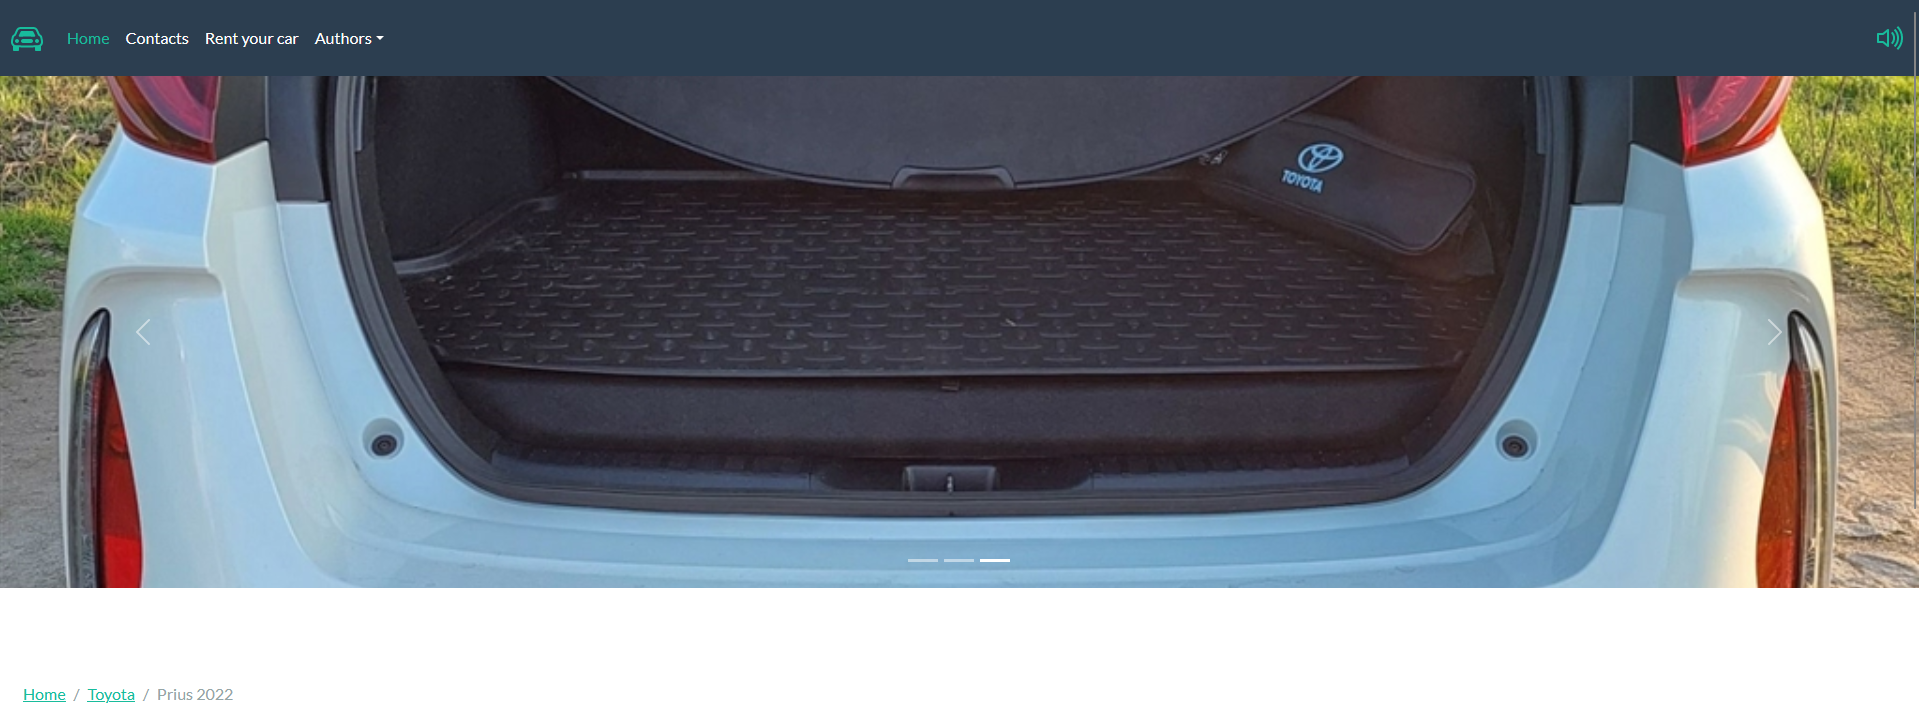 Home Contacts Rent your car Authors
TOYOTA
Home / Toyota / Prius 2022